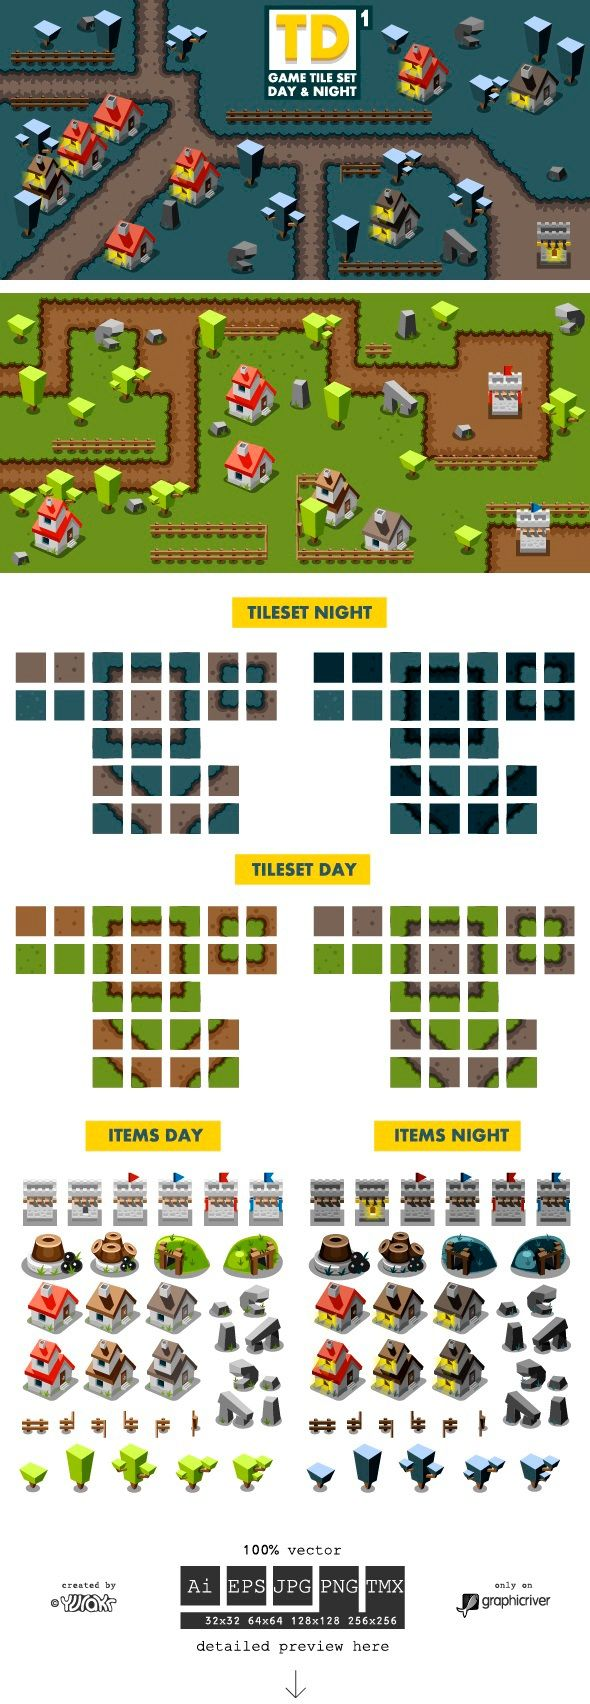 TD
1
GAME TILE SET
DAY & NIGHT
TILESET NIGHT
TILESET DAY
ITEMS DAY
ITEMS NIGHT
100% vector
created by
© YURAKR
Ai EPS JPG PNG TMX
32x32 64x64 128x128 256x256
only on
graphicriver
detailed preview here